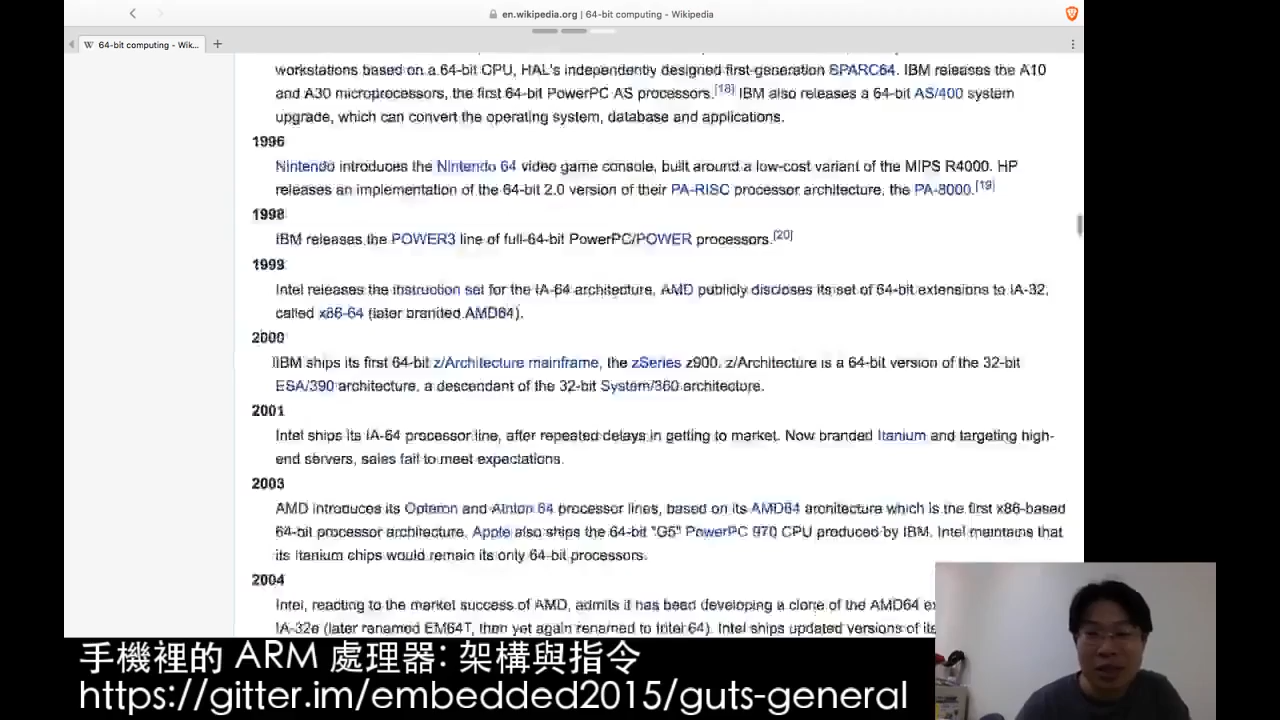 en.wikipedia.org | 64-bit computing - Wikipedia
W 64-bit computing - Wik... +
workstations based on a 64-bit CPU, HAL's independently designed first-generation SPARC64. IBM releases the A10
and A30 microprocessors, the first 64-bit PowerPC AS processors.[18] IBM also releases a 64-bit AS/400 system
upgrade, which can convert the operating system, database and applications.
1996
Nintendo introduces the Nintendo 64 video game console, built around a low-cost variant of the MIPS R4000. HP
releases an implementation of the 64-bit 2.0 version of their PA-RISC processor architecture, the PA-8000.[19]
1998
IBM releases the POWER3 line of full-64-bit PowerPC/POWER processors.[20]
1999
Intel releases the instruction set for the IA-64 architecture. AMD publicly discloses its set of 64-bit extensions to IA-32,
called x86-64 (later branded AMD64).
2000
IBM ships its first 64-bit z/Architecture mainframe, the zSeries z900. z/Architecture is a 64-bit version of the 32-bit
ESA/390 architecture, a descendant of the 32-bit System/360 architecture.
2001
Intel ships its IA-64 processor line, after repeated delays in getting to market. Now branded Itanium and targeting high-
end servers, sales fail to meet expectations.
2003
AMD introduces its Opteron and Athlon 64 processor lines, based on its AMD64 architecture which is the first x86-based
64-bit processor architecture. Apple also ships the 64-bit "G5" PowerPC 970 CPU produced by IBM. Intel maintains that
its Itanium chips would remain its only 64-bit processors.
2004
Intel, reacting to the market success of AMD, admits it has been developing a clone of the AMD64 ex
IA-32e (later renamed EM64T, then yet again renamed to Intel 64). Intel ships updated versions of its
手機裡的 ARM 處理器: 架構與指令
https://gitter.im/embedded2015/guts-general